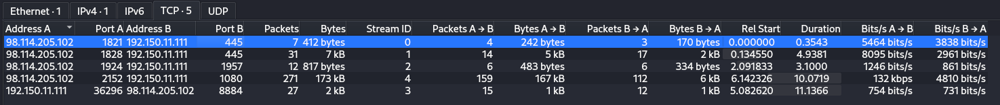 Ethernet · 1 IPv4 · 1 IPv6 TCP · 5 UDP
Address A Port A Address B Port B Packets Bytes Stream ID Packets A → B Bytes A → B Packets B → A Bytes B → A Rel Start Duration Bits/s A → B Bits/s B → A
98.114.205.102 1821 192.150.11.111 445 7 412 bytes 0 4 242 bytes 3 170 bytes 0.000000 0.3543 5464 bits/s 3838 bits/s
98.114.205.102 1828 192.150.11.111 445 31 7 kB 1 14 5 kB 17 2 kB 0.134550 4.9381 8095 bits/s 2961 bits/s
98.114.205.102 1924 192.150.11.111 1957 12 817 bytes 2 6 483 bytes 6 334 bytes 2.091833 3.1000 1246 bits/s 861 bits/s
98.114.205.102 2152 192.150.11.111 1080 271 173 kB 4 159 167 kB 112 6 kB 6.142326 10.0719 132 kbps 4810 bits/s
192.150.11.111 36296 98.114.205.102 8884 27 2 kB 3 15 1 kB 12 1 kB 5.082620 11.1366 754 bits/s 731 bits/s